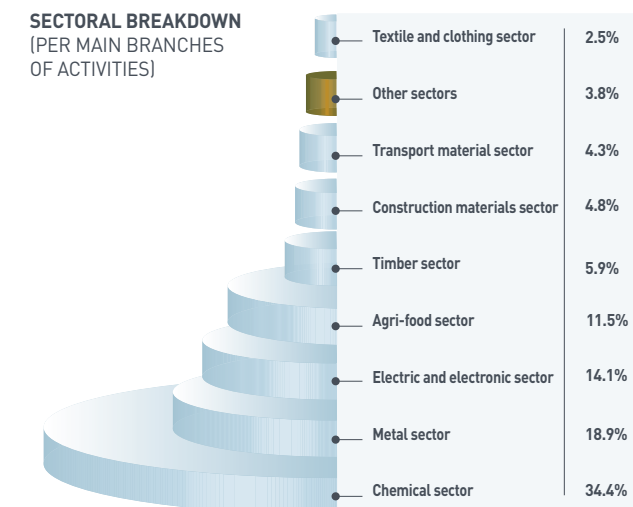 SECTORAL BREAKDOWN
(PER MAIN BRANCHES
OF ACTIVITIES)
Textile and clothing sector 2.5%
Other sectors 3.8%
Transport material sector 4.3%
Construction materials sector 4.8%
Timber sector 5.9%
Agri-food sector 11.5%
Electric and electronic sector 14.1%
Metal sector 18.9%
Chemical sector 34.4%